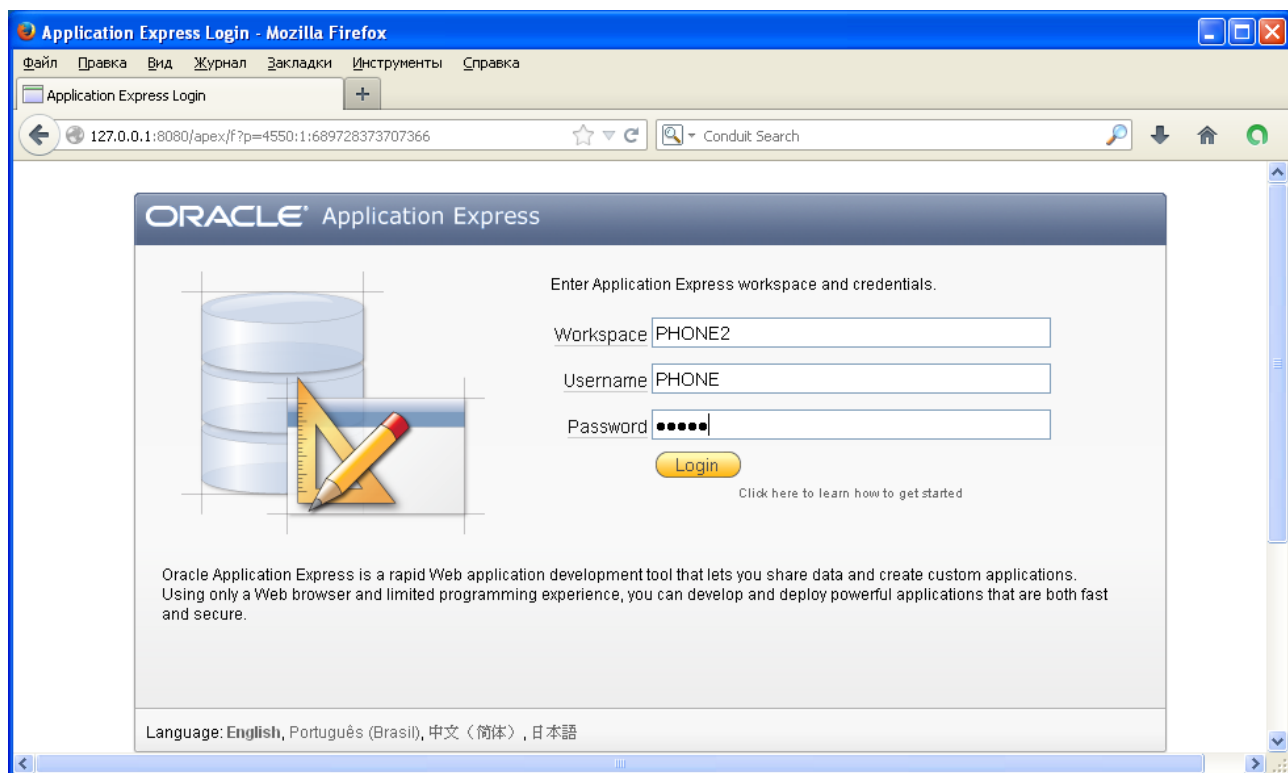 Application Express Login - Mozilla Firefox
Файл Правка Вид Журнал Закладки Инструменты Справка
Application Express Login
127.0.0.1:8080/apex/f?p=4550:1:689728373707366 Conduit Search
ORACLE Application Express
Enter Application Express workspace and credentials.
Workspace PHONE2
Username PHONE
Password •••••
Login
Click here to learn how to get started
Oracle Application Express is a rapid Web application development tool that lets you share data and create custom applications.
Using only a Web browser and limited programming experience, you can develop and deploy powerful applications that are both fast
and secure.
Language: English, Português (Brasil), 中文（简体）, 日本語